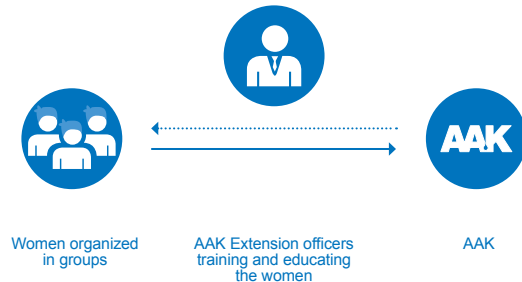 AAK
Women organized
in groups
AAK Extension officers
training and educating
the women
AAK